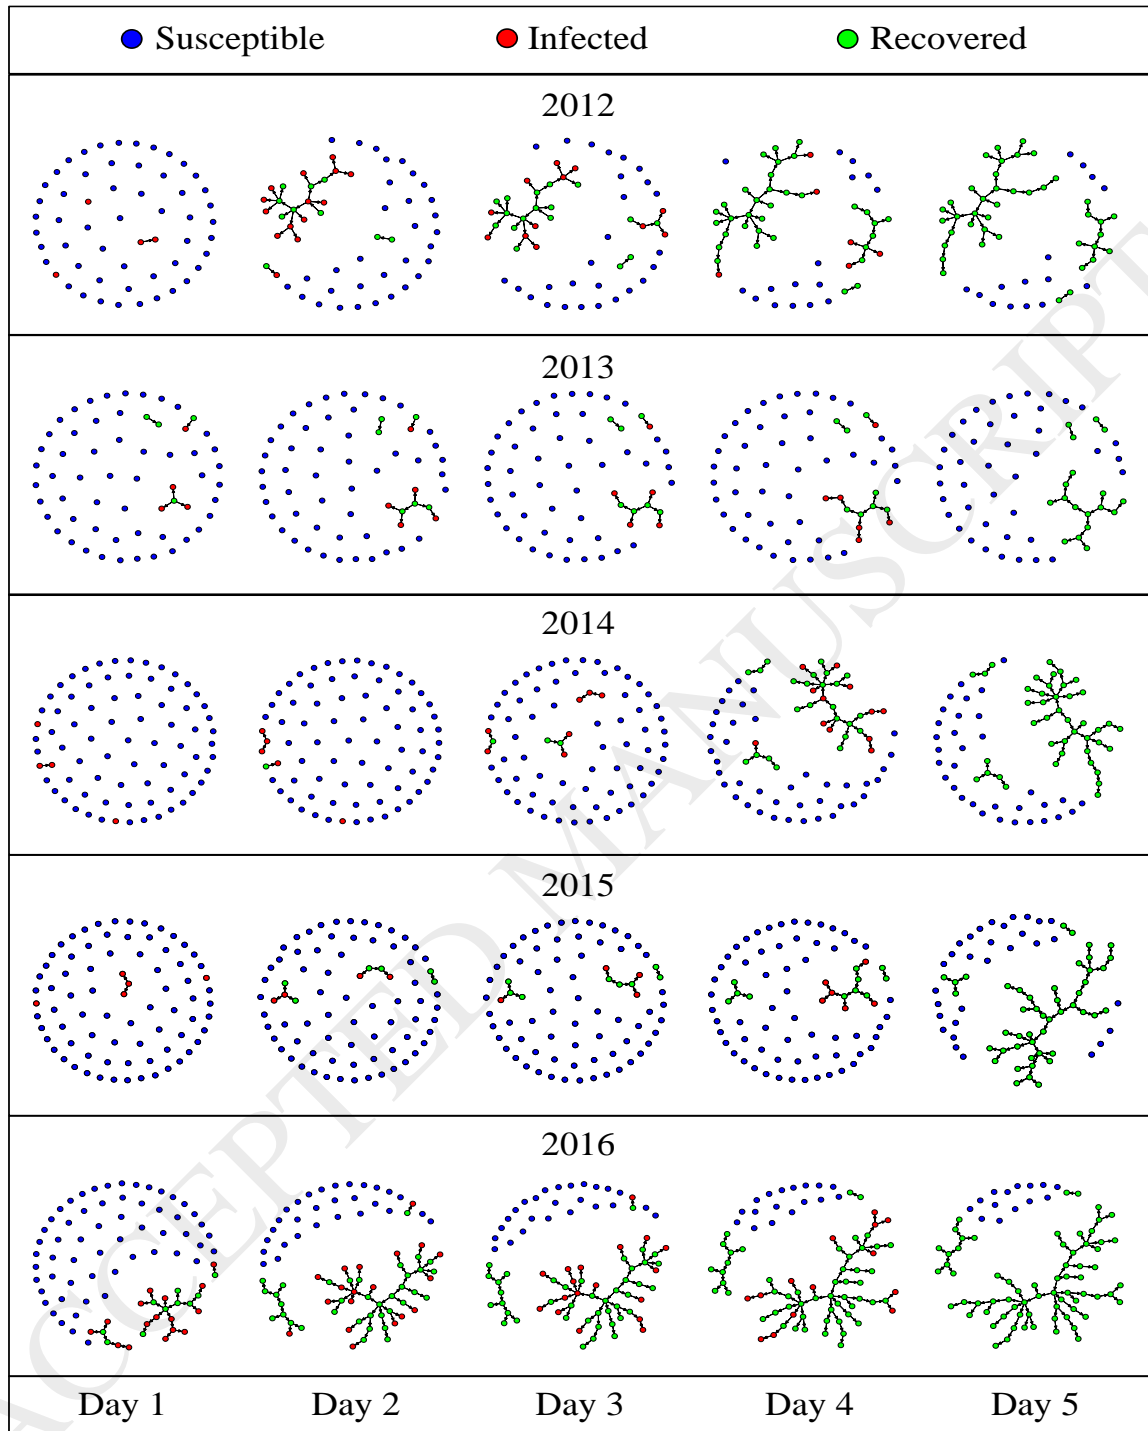 Susceptible Infected Recovered
2012
2013
2014
2015
2016
Day 1 Day 2 Day 3 Day 4 Day 5
ACCEPTED MANUSCRIPT